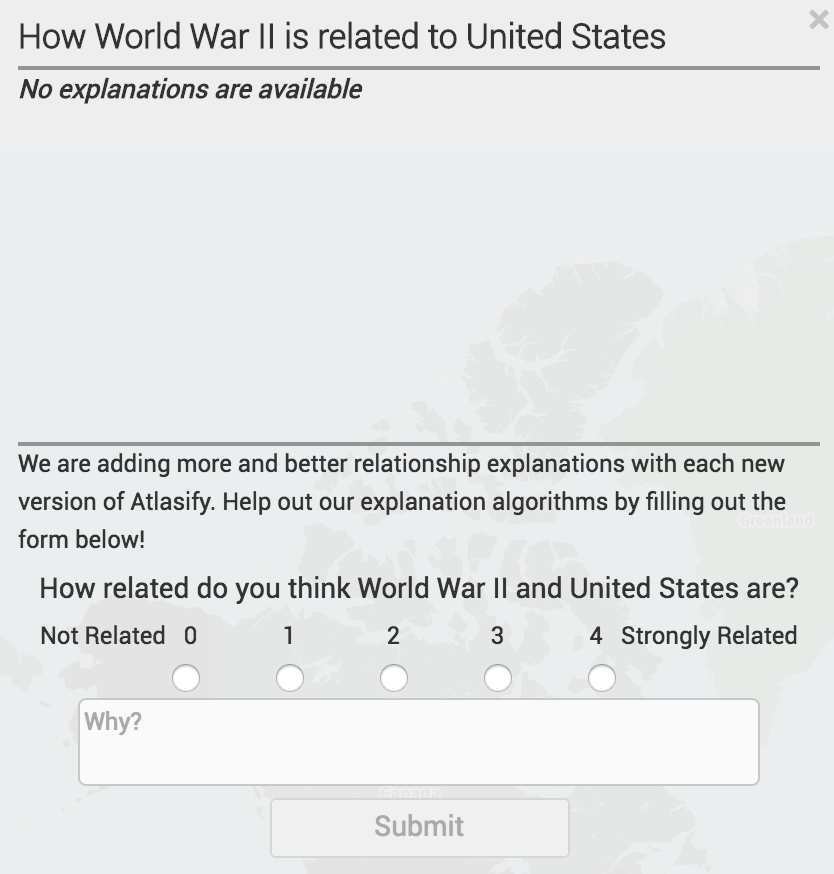 How World War II is related to United States
No explanations are available
We are adding more and better relationship explanations with each new
version of Atlasify. Help out our explanation algorithms by filling out the
Greenland
form below!
How related do you think World War II and United States are?
Not Related 0 1 2 3 4 Strongly Related
Why?
Canada
Submit